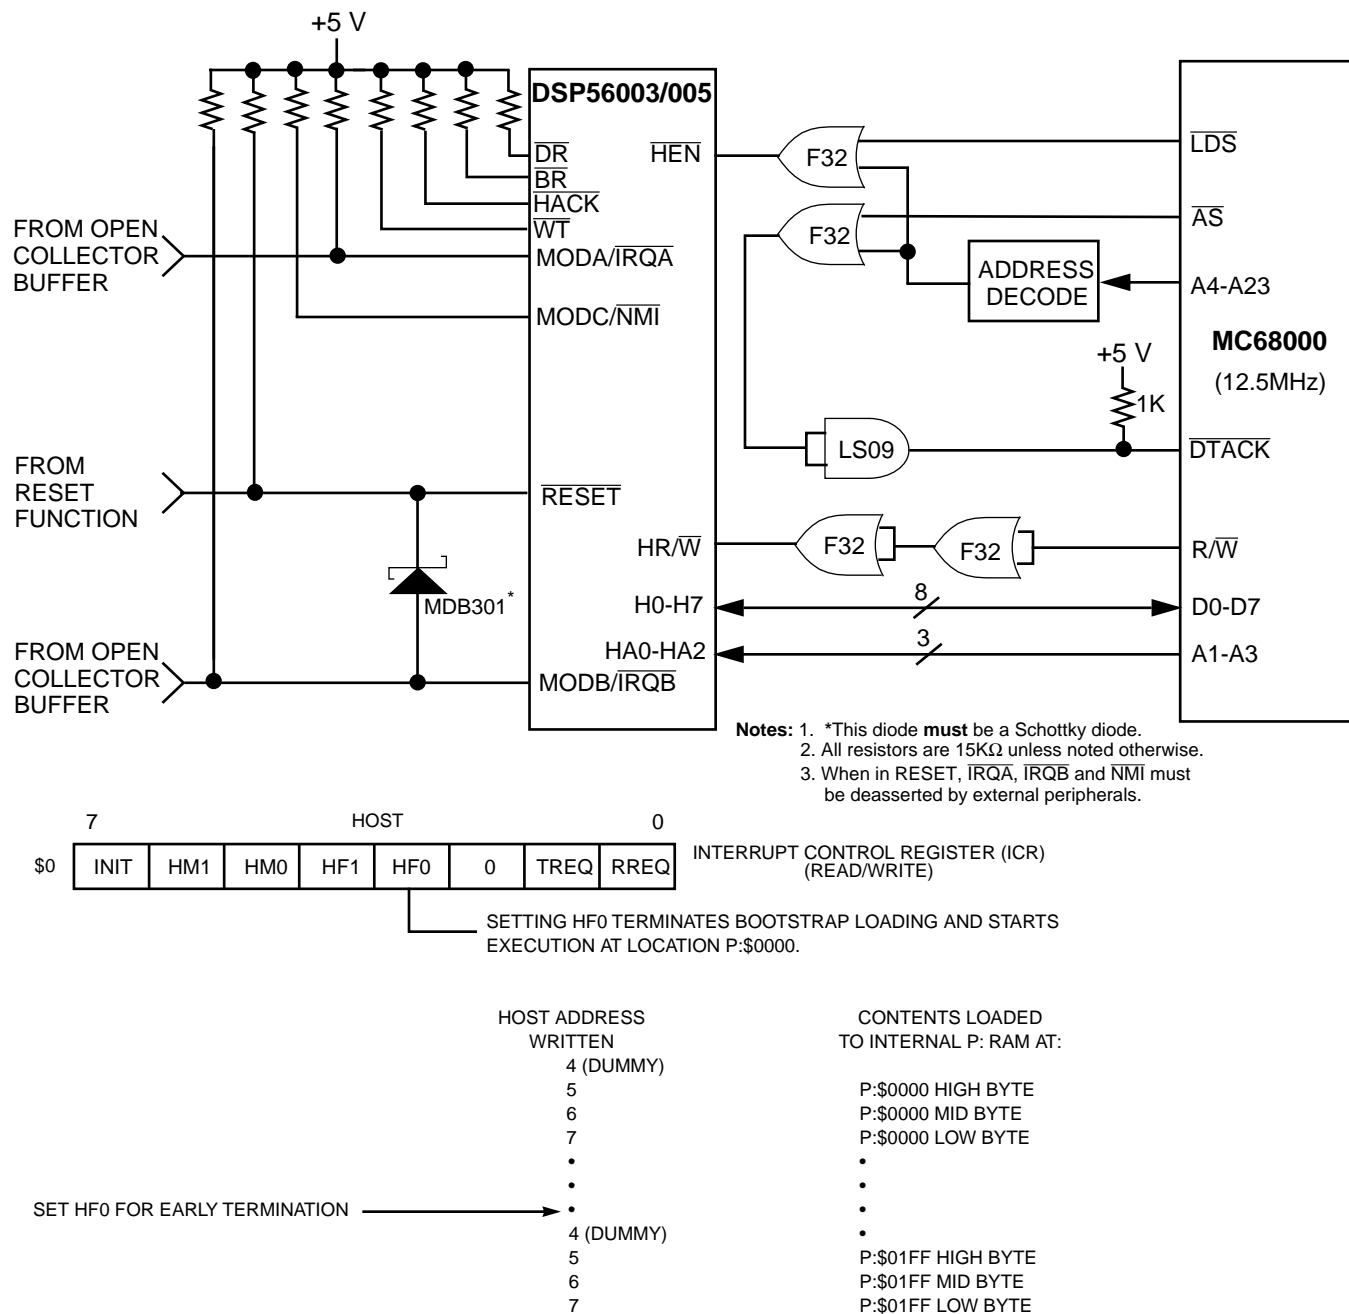 +5 V
DSP56003/005
DR
BR
HACK
WT
MODA/IRQA
MODC/NMI
RESET
MODB/IRQB
HEN
HR/W
H0-H7
HA0-HA2
FROM OPEN
COLLECTOR
BUFFER
FROM
RESET
FUNCTION
FROM OPEN
COLLECTOR
BUFFER
MDB301*
F32
F32
ADDRESS
DECODE
LS09
+5 V
1K
F32
F32
8
3
LDS
AS
A4-A23
MC68000
(12.5MHz)
DTACK
R/W
D0-D7
A1-A3
Notes: 1. *This diode must be a Schottky diode.
2. All resistors are 15KΩ unless noted otherwise.
3. When in RESET, IRQA, IRQB and NMI must
be deasserted by external peripherals.
7 HOST 0
$0 INIT HM1 HM0 HF1 HF0 0 TREQ RREQ
INTERRUPT CONTROL REGISTER (ICR)
(READ/WRITE)
SETTING HF0 TERMINATES BOOTSTRAP LOADING AND STARTS
EXECUTION AT LOCATION P:$0000.
HOST ADDRESS
WRITTEN
CONTENTS LOADED
TO INTERNAL P: RAM AT:
4 (DUMMY)
5 P:$0000 HIGH BYTE
6 P:$0000 MID BYTE
7 P:$0000 LOW BYTE
• •
• •
SET HF0 FOR EARLY TERMINATION • •
4 (DUMMY) •
5 P:$01FF HIGH BYTE
6 P:$01FF MID BYTE
7 P:$01FF LOW BYTE